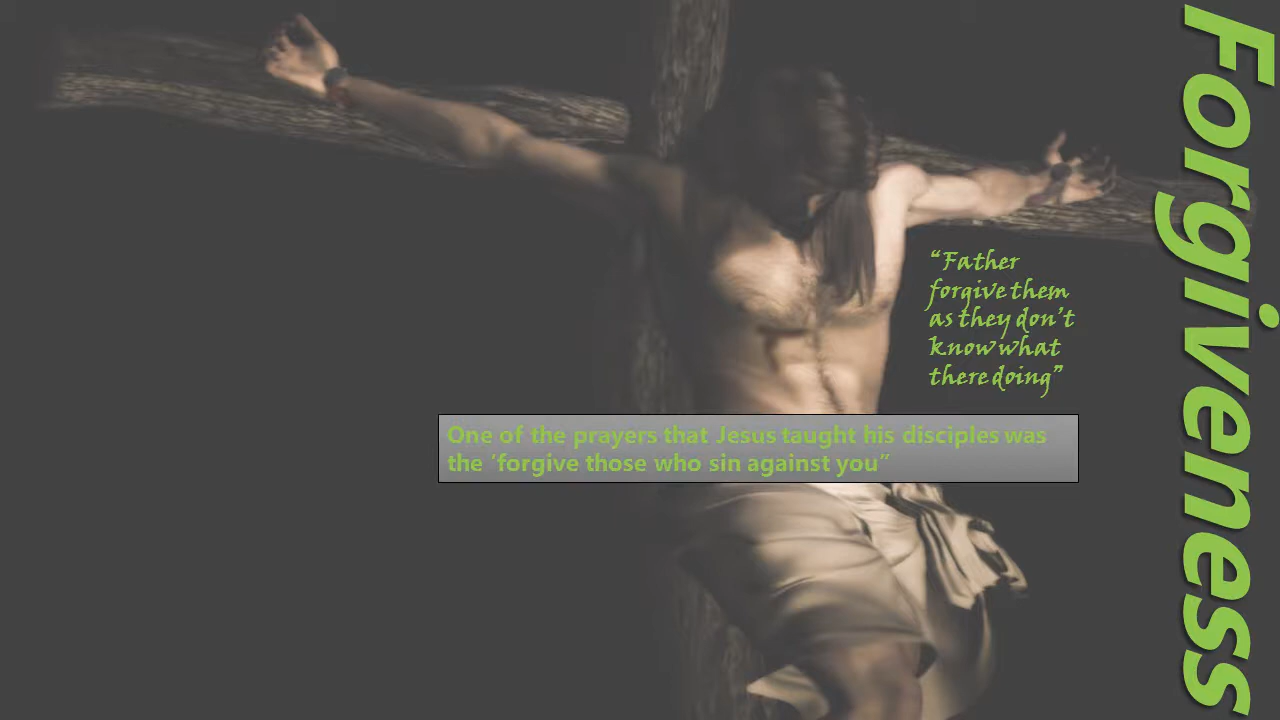 Forgiveness
“Father
forgive them
as they don’t
know what
there doing”
One of the prayers that Jesus taught his disciples was
the ‘forgive those who sin against you”